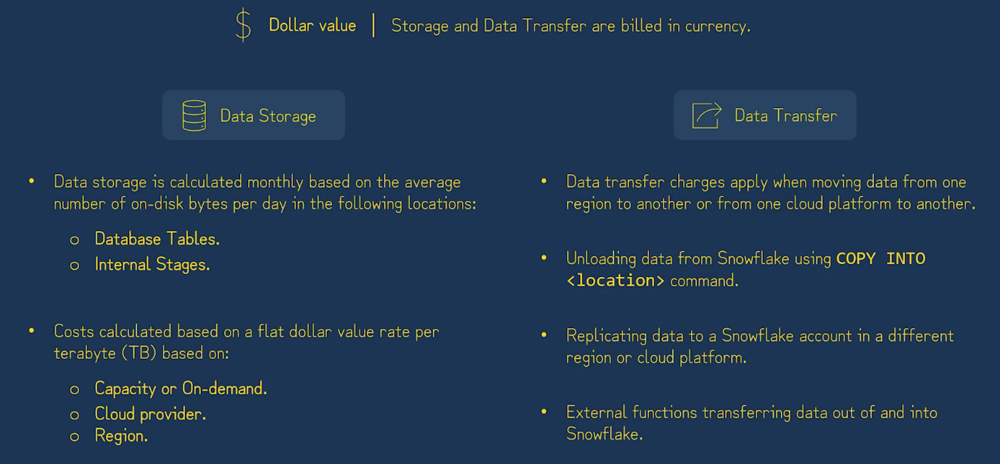 $ Dollar value | Storage and Data Transfer are billed in currency.
Data Storage
• Data storage is calculated monthly based on the average
number of on-disk bytes per day in the following locations:
o Database Tables.
o Internal Stages.
• Costs calculated based on a flat dollar value rate per
terabyte (TB) based on:
o Capacity or On-demand.
o Cloud provider.
o Region.
Data Transfer
• Data transfer charges apply when moving data from one
region to another or from one cloud platform to another.
• Unloading data from Snowflake using COPY INTO
<location> command.
• Replicating data to a Snowflake account in a different
region or cloud platform.
• External functions transferring data out of and into
Snowflake.